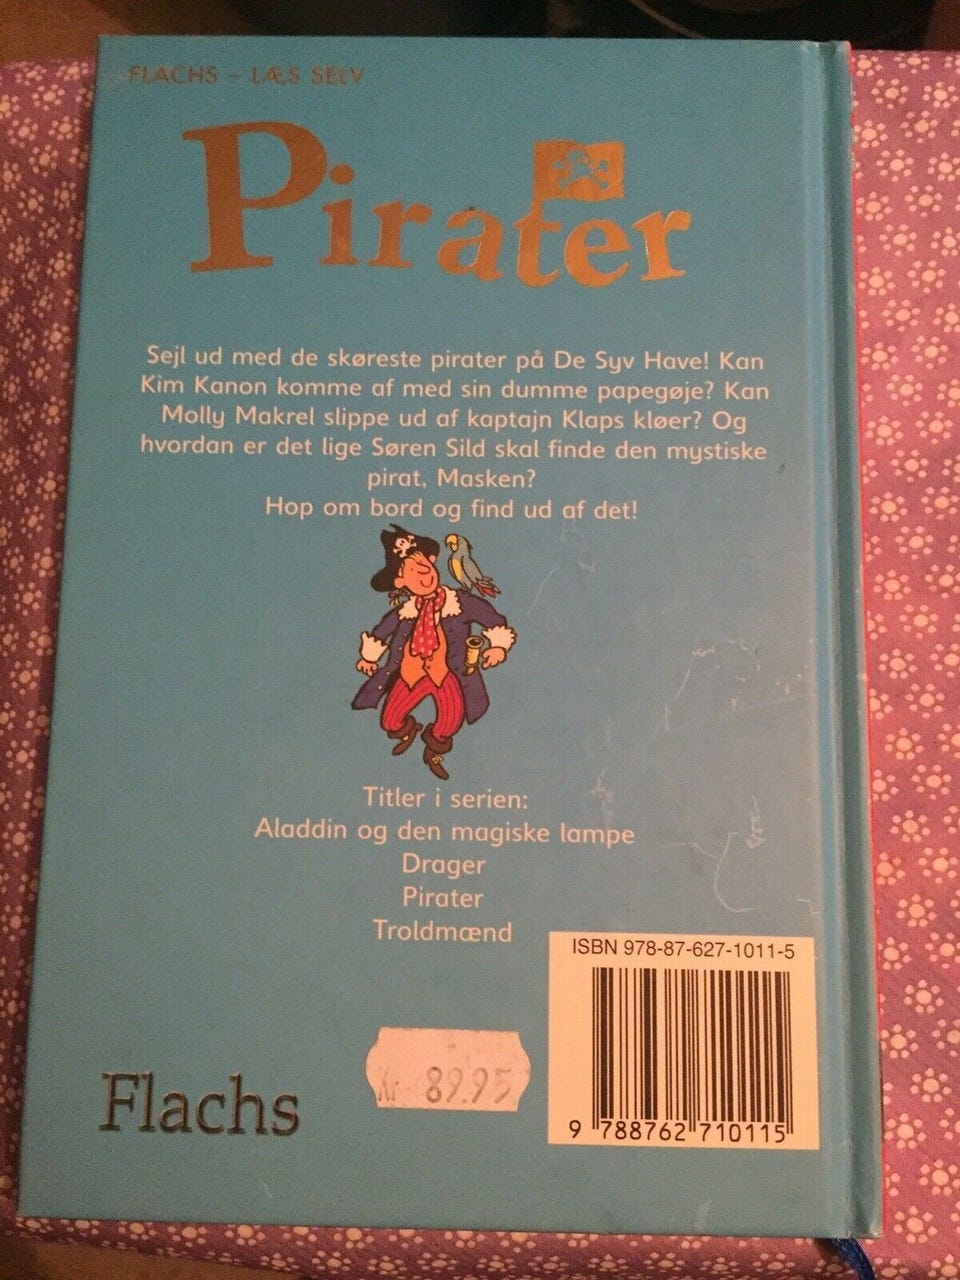 FLACHS - LÆS SELV
Pirater
Sejl ud med de skøreste pirater på De Syv Have! Kan
Kim Kanon komme af med sin dumme papegøje? Kan
Molly Makrel slippe ud af kaptajn Klaps kløer? Og
hvordan er det lige Søren Sild skal finde den mystiske
pirat, Masken?
Hop om bord og find ud af det!
Titler i serien:
Aladdin og den magiske lampe
Drager
Pirater
Troldmænd
ISBN 978-87-627-1011-5
9 788762 710115
Kr 89.95
Flachs